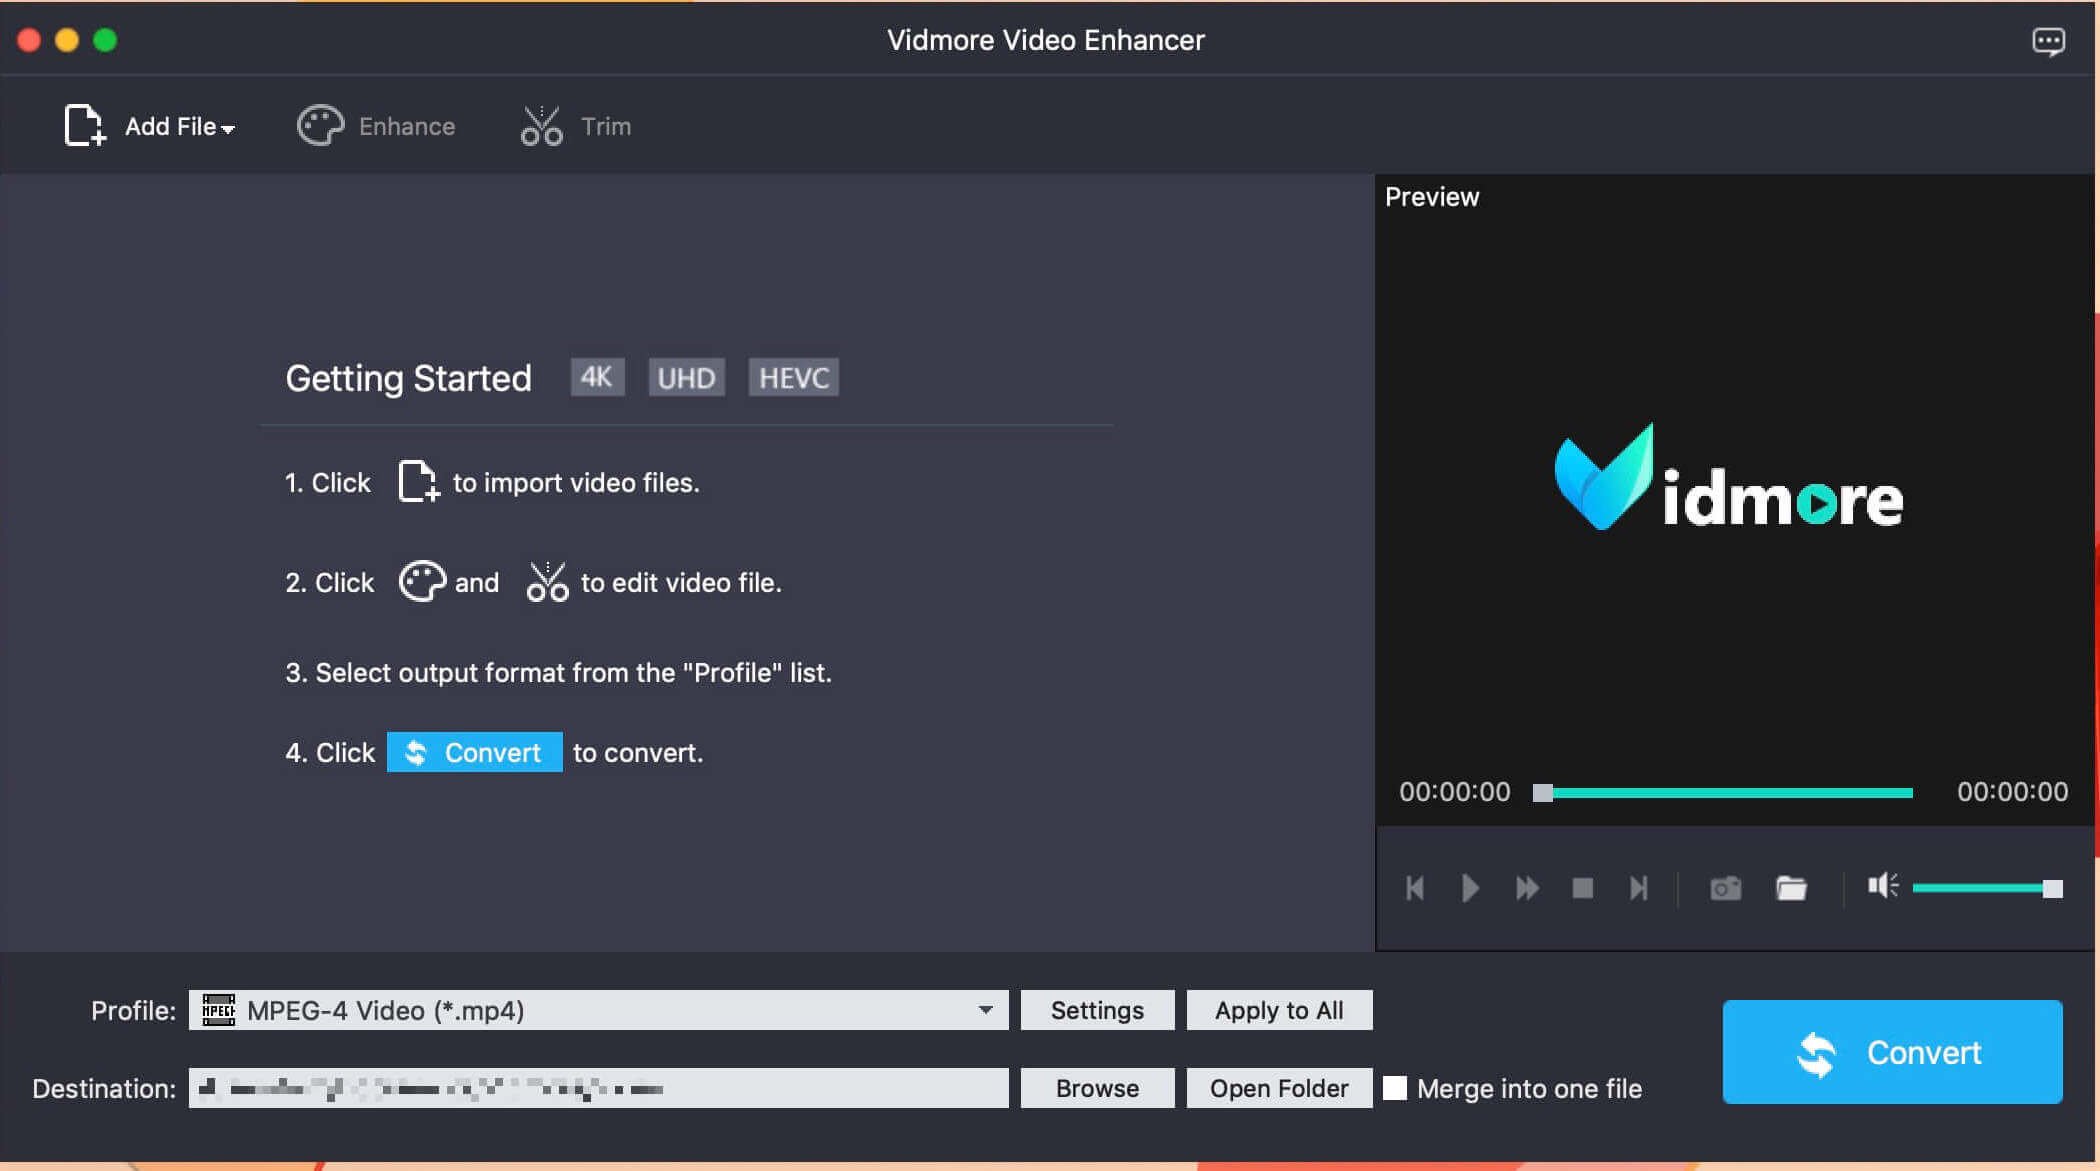 Vidmore Video Enhancer
Add File
Enhance
Trim
Preview
Getting Started 4K UHD HEVC
1. Click to import video files.
2. Click and to edit video file.
3. Select output format from the "Profile" list.
4. Click Convert to convert.
idmore
00:00:00
00:00:00
Profile: MPEG MPEG-4 Video (*.mp4)
Settings
Apply to All
Destination:
Browse
Open Folder
Merge into one file
Convert